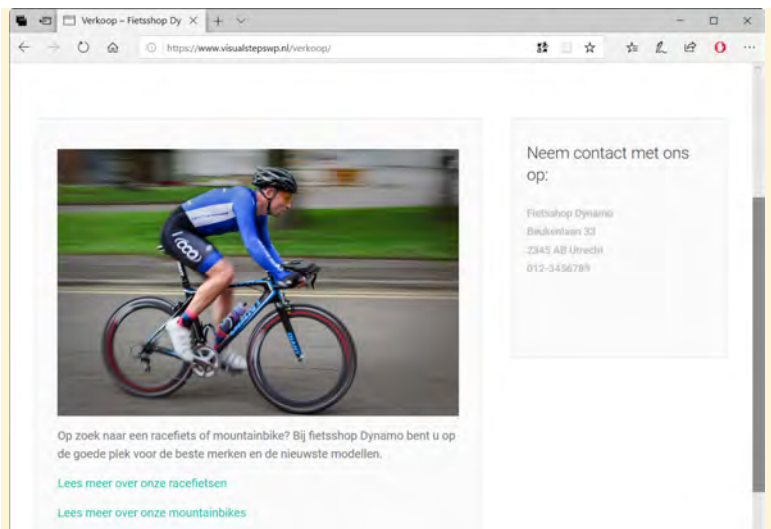 Verkoop – Fietsshop Dy
https://www.visualstepswp.nl/verkoop/
Op zoek naar een racefiets of mountainbike? Bij fietsshop Dynamo bent u op
de goede plek voor de beste merken en de nieuwste modellen.
Lees meer over onze racefietsen
Lees meer over onze mountainbikes
Neem contact met ons
op:
Fietsshop Dynamo
Beukenlaan 33
2345 AB Utrecht
012-3456789